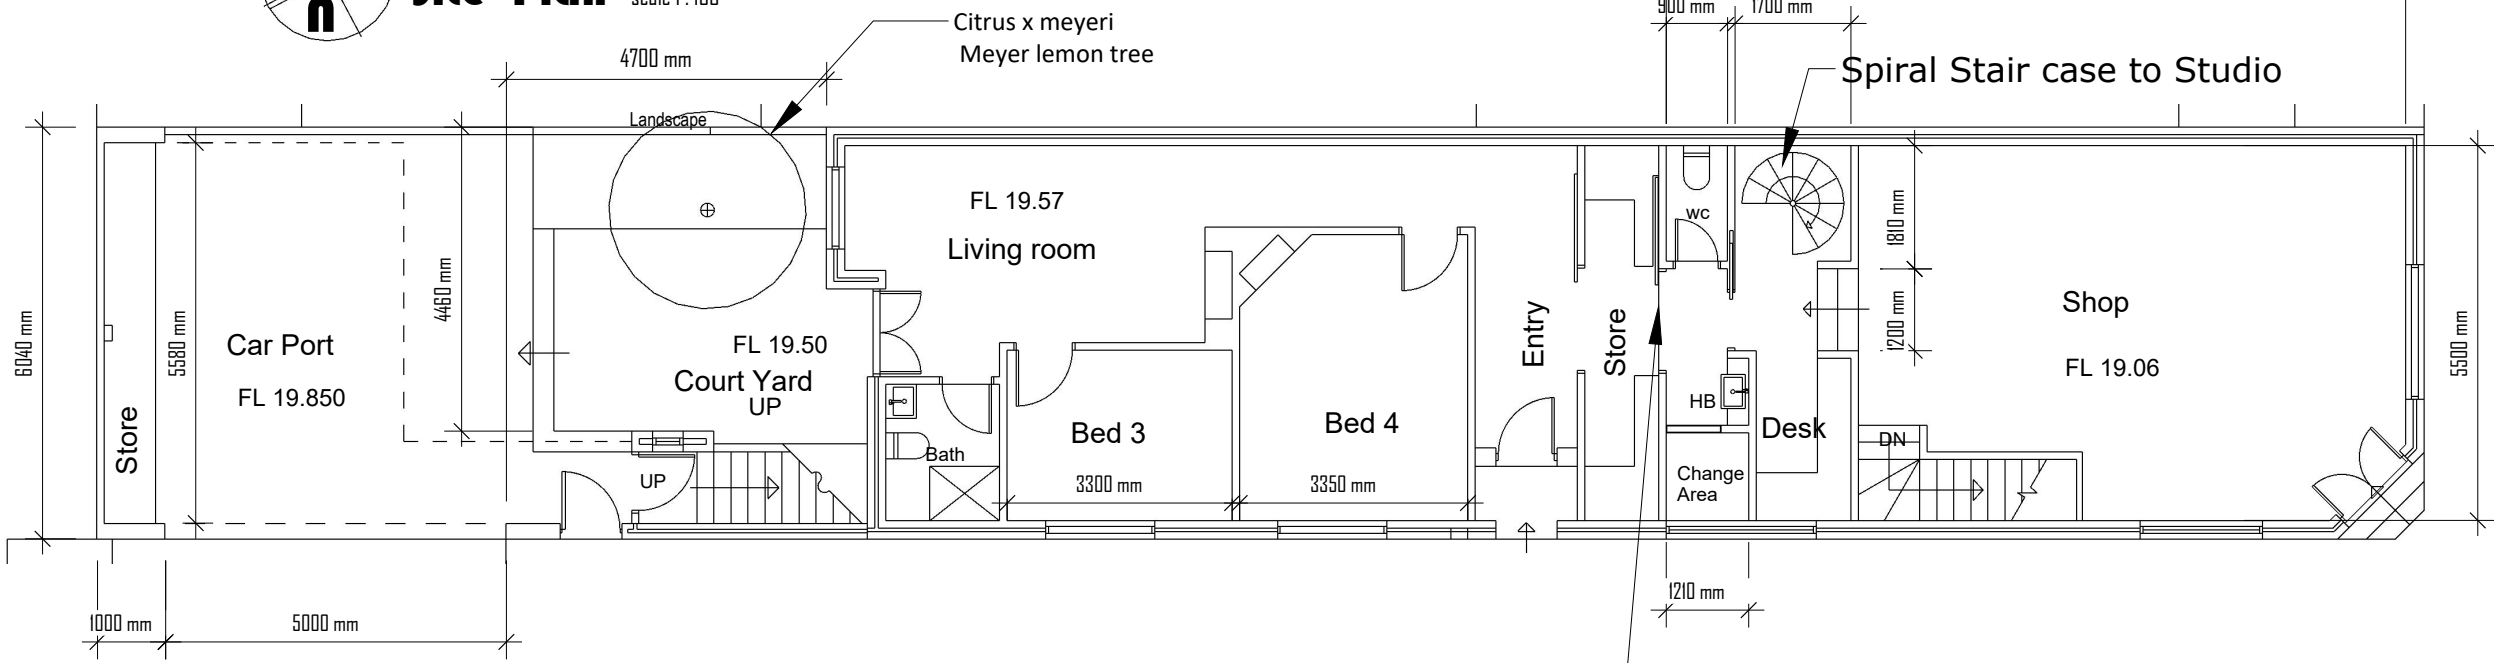 Site Plan scale 1 : 100
Citrus x meyeri
Meyer lemon tree
900 mm
1700 mm
4700 mm
Spiral Stair case to Studio
Landscape
FL 19.57
Living room
wc
1810 mm
6040 mm
5580 mm
4460 mm
Car Port
FL 19.850
FL 19.50
Court Yard
UP
Entry
Store
1200 mm
Shop
FL 19.06
5500 mm
Store
Bath
Bed 3
Bed 4
HB
Desk
DN
UP
3300 mm
3350 mm
Change
Area
1000 mm
5000 mm
1210 mm